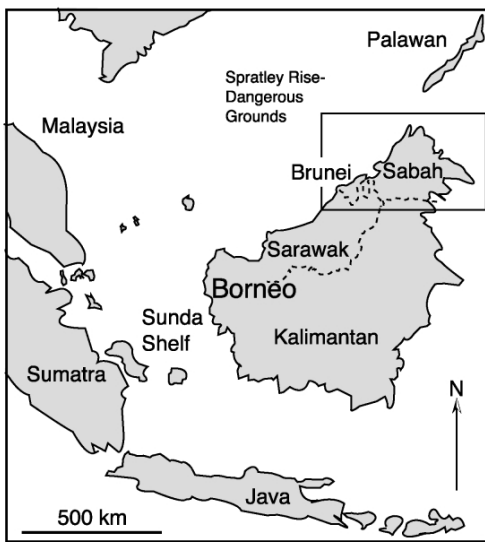 Palawan
Spratley Rise-
Dangerous
Grounds
Malaysia
Brunei
Sabah
Sarawak
Borneo
Sunda
Shelf
Kalimantan
Sumatra
N
Java
500 km